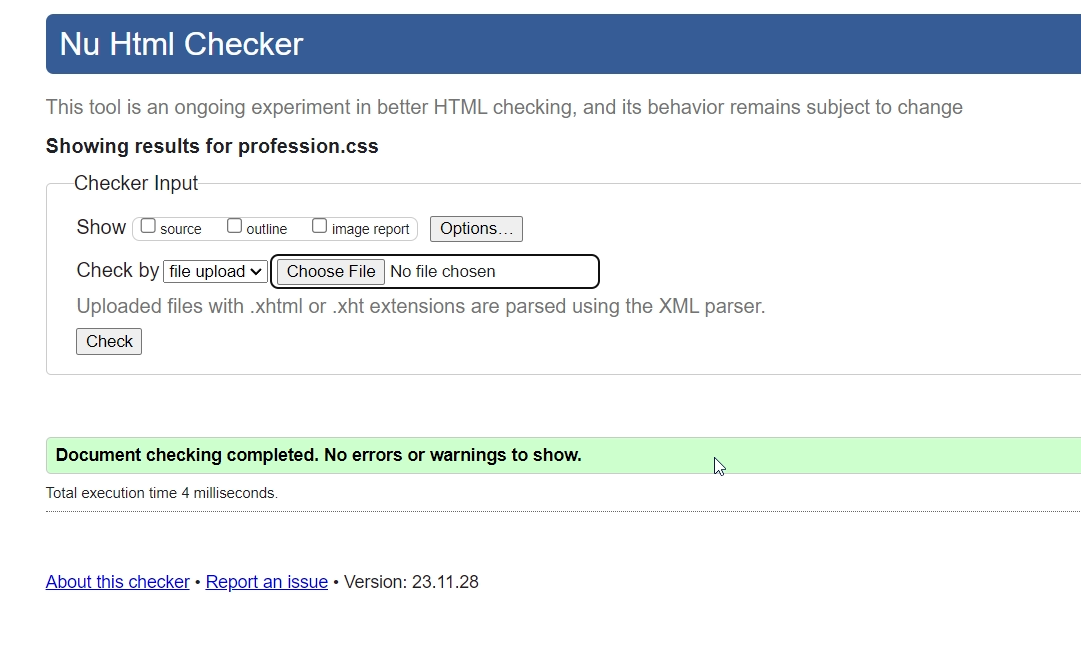 Nu Html Checker
This tool is an ongoing experiment in better HTML checking, and its behavior remains subject to change
Showing results for profession.css
Checker Input
Show source outline image report Options…
Check by file upload Choose File No file chosen
Uploaded files with .xhtml or .xht extensions are parsed using the XML parser.
Check
Document checking completed. No errors or warnings to show.
Total execution time 4 milliseconds.
About this checker • Report an issue • Version: 23.11.28